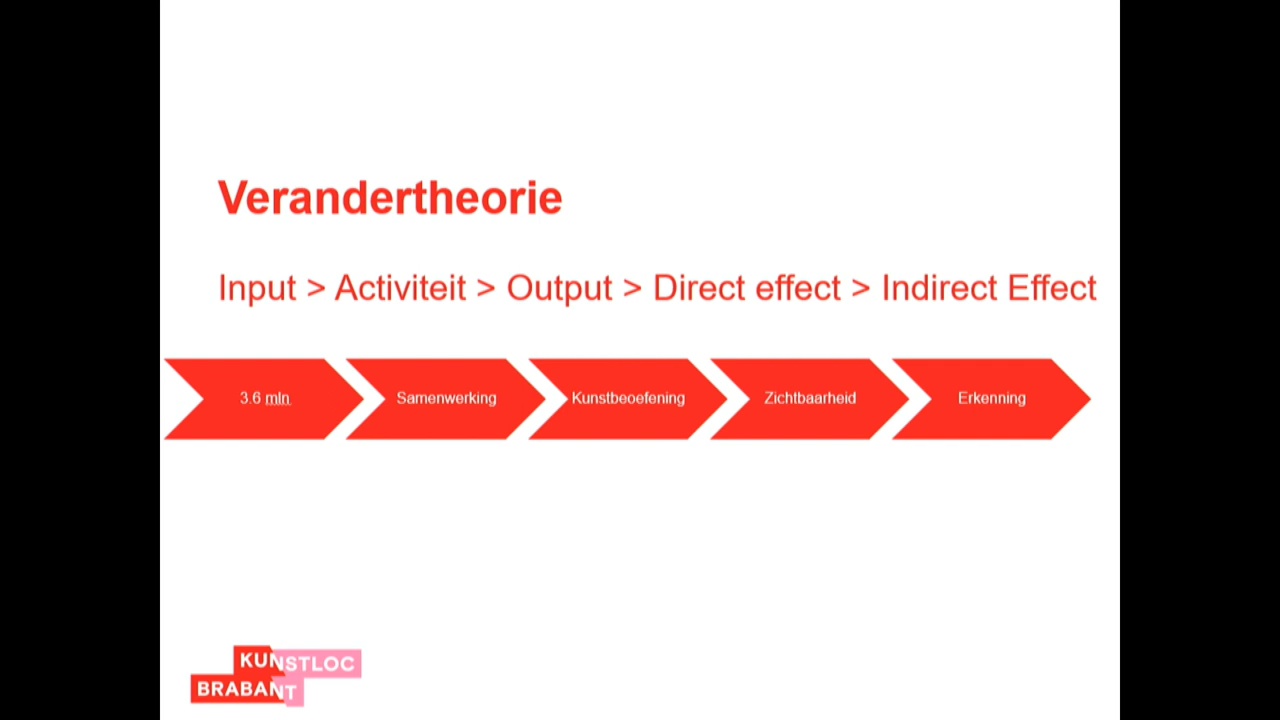 Verandertheorie
Input > Activiteit > Output > Direct effect > Indirect Effect
3.6 mln
Samenwerking
Kunstbeoefening
Zichtbaarheid
Erkenning
KUNSTLOC
BRABANT